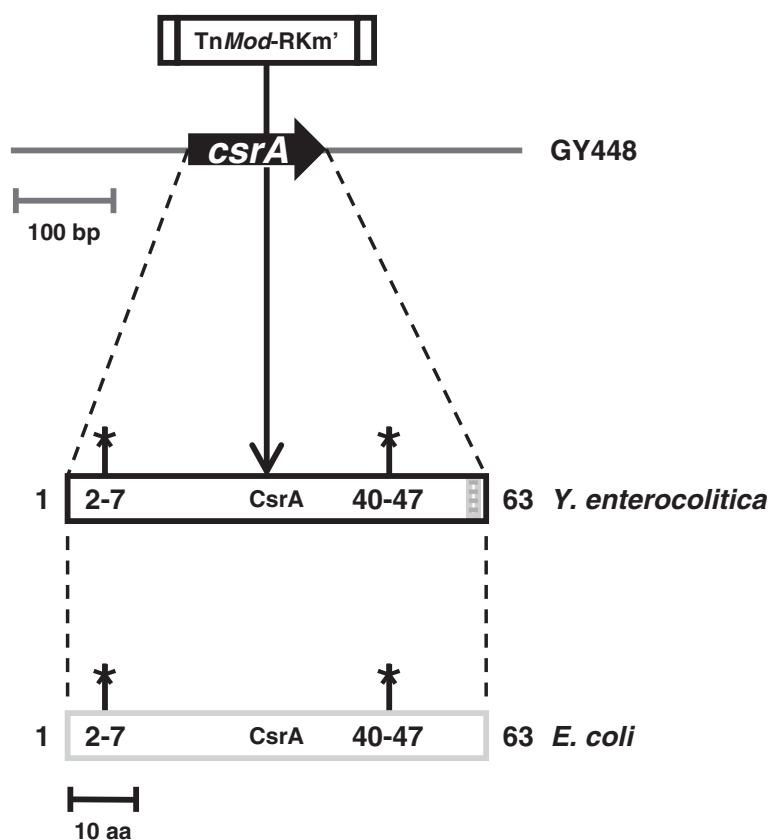 TnMod-RKm’
csrA
GY448
100 bp
1 2-7 CsrA 40-47 63 Y. enterocolitica
1 2-7 CsrA 40-47 63 E. coli
10 aa